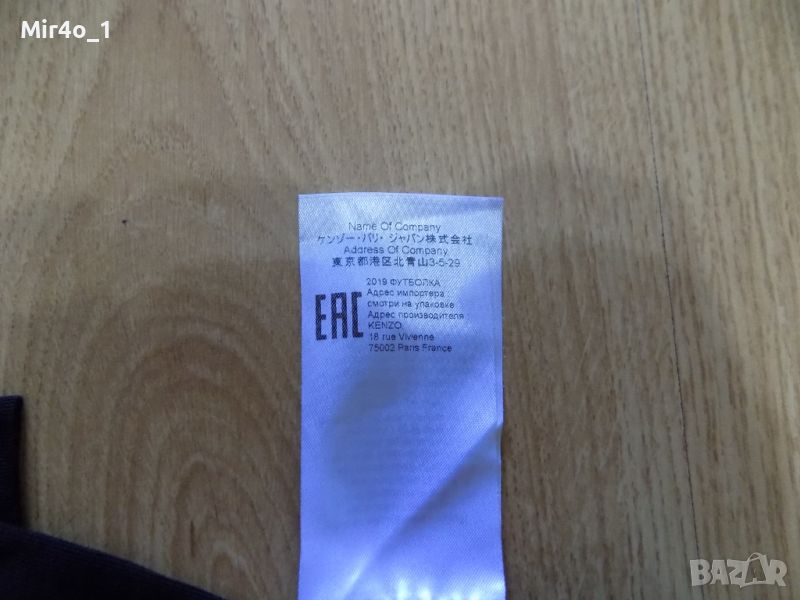 Mir4o_1
Name Of Company
ケンゾー・パリ・ジャパン株式会社
Address Of Company
東京都港区北青山3-5-29
EAC
2019 ФУТБОЛКА
Адрес импортера
смотри на упаковке
Адрес производителя
KENZO
18 rue Vivienne
75002 Paris France
BAZAR